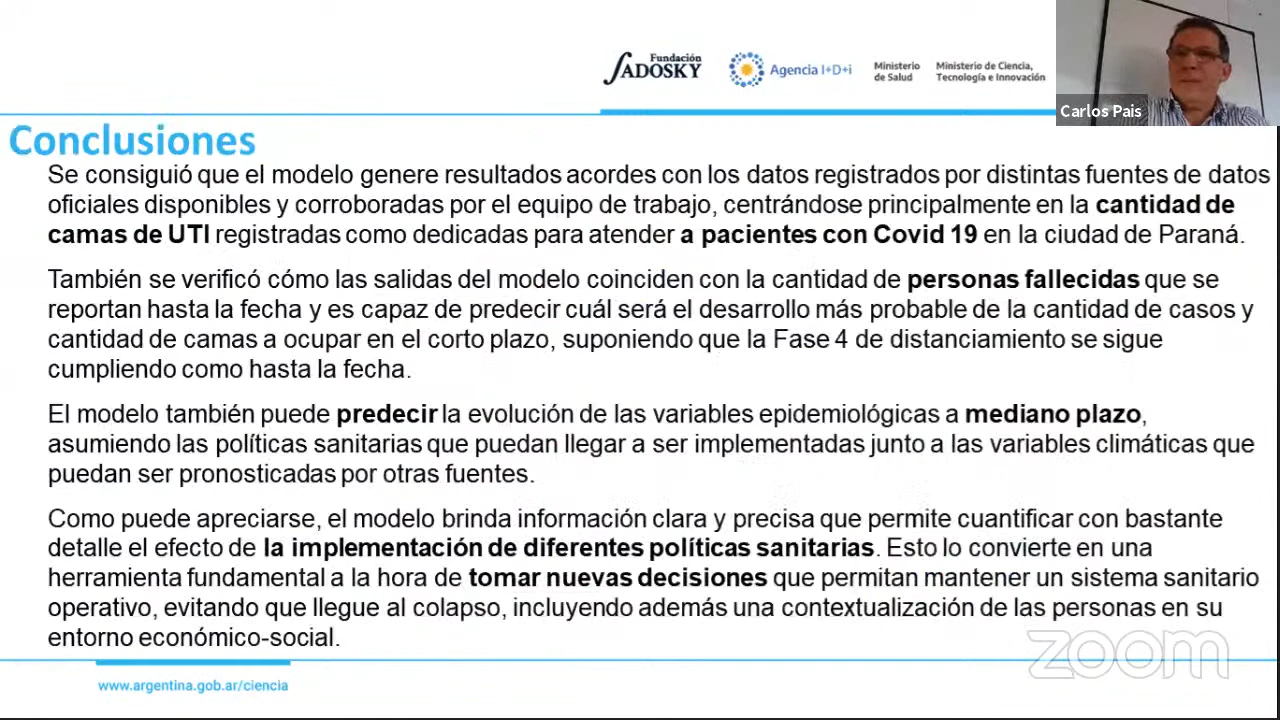 Fundación
SADOSKY
Agencia I+D+i
Ministerio
de Salud
Ministerio de Ciencia,
Tecnología e Innovación
Carlos Pais
Conclusiones
Se consiguió que el modelo genere resultados acordes con los datos registrados por distintas fuentes de datos
oficiales disponibles y corroboradas por el equipo de trabajo, centrándose principalmente en la cantidad de
camas de UTI registradas como dedicadas para atender a pacientes con Covid 19 en la ciudad de Paraná.
También se verificó cómo las salidas del modelo coinciden con la cantidad de personas fallecidas que se
reportan hasta la fecha y es capaz de predecir cuál será el desarrollo más probable de la cantidad de casos y
cantidad de camas a ocupar en el corto plazo, suponiendo que la Fase 4 de distanciamiento se sigue
cumpliendo como hasta la fecha.
El modelo también puede predecir la evolución de las variables epidemiológicas a mediano plazo,
asumiendo las políticas sanitarias que puedan llegar a ser implementadas junto a las variables climáticas que
puedan ser pronosticadas por otras fuentes.
Como puede apreciarse, el modelo brinda información clara y precisa que permite cuantificar con bastante
detalle el efecto de la implementación de diferentes políticas sanitarias. Esto lo convierte en una
herramienta fundamental a la hora de tomar nuevas decisiones que permitan mantener un sistema sanitario
operativo, evitando que llegue al colapso, incluyendo además una contextualización de las personas en su
entorno económico-social.
zoom
www.argentina.gob.ar/ciencia